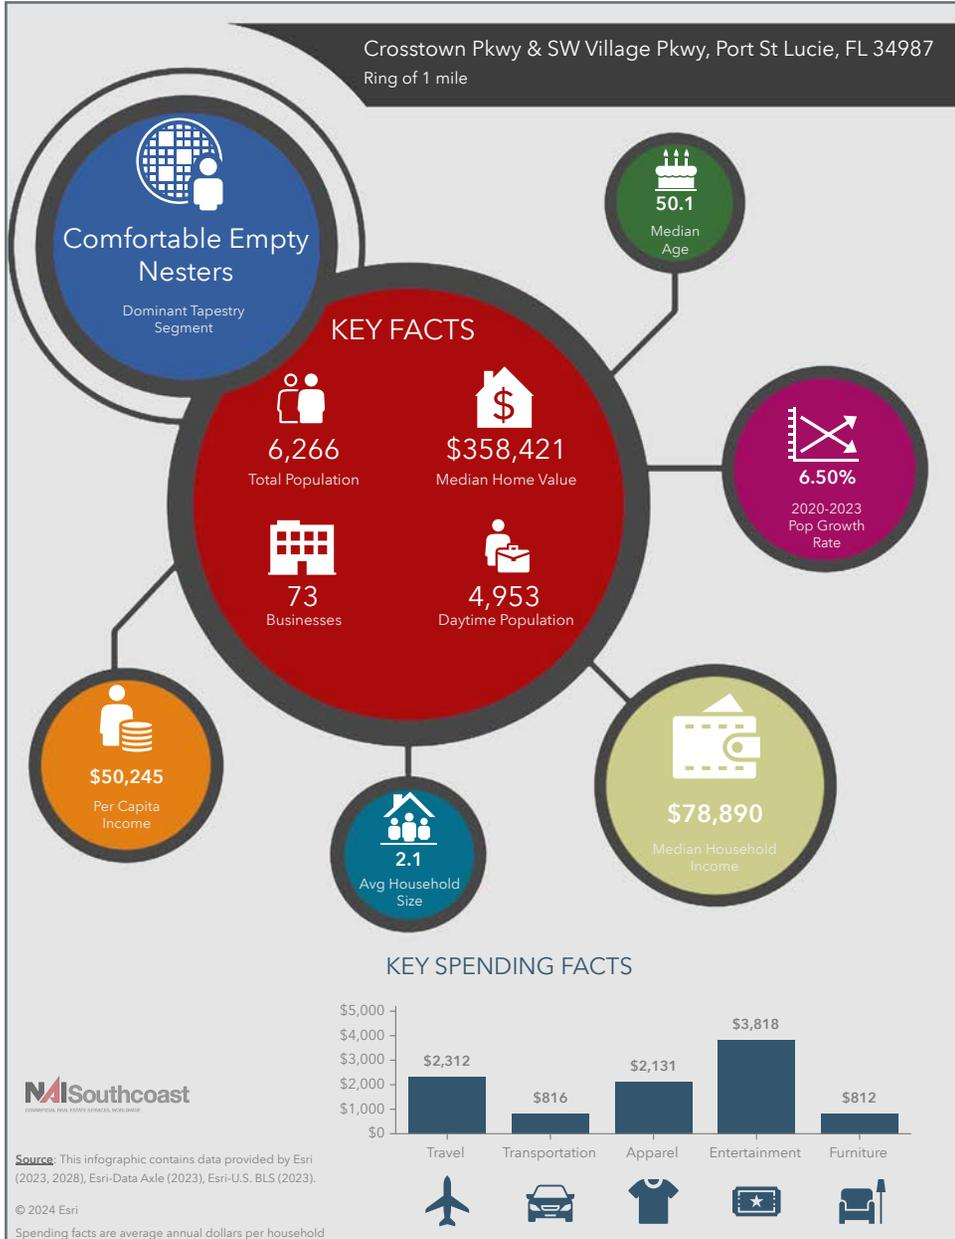 Crosstown Pkwy & SW Village Pkwy, Port St Lucie, FL 34987
Ring of 1 mile
Comfortable Empty
Nesters
Dominant Tapestry
Segment
50.1
Median
Age
KEY FACTS
6,266
Total Population
$
$358,421
Median Home Value
73
Businesses
4,953
Daytime Population
6.50%
2020-2023
Pop Growth
Rate
$50,245
Per Capita
Income
2.1
Avg Household
Size
$78,890
Median Household
Income
KEY SPENDING FACTS
$5,000
$4,000
$3,000
$2,000
$1,000
$0
$2,312
$816
$2,131
$3,818
$812
Travel
Transportation
Apparel
Entertainment
Furniture
NAISouthcoast
COMMERCIAL REAL ESTATE SERVICES, WORLDWIDE
Source: This infographic contains data provided by Esri
(2023, 2028), Esri-Data Axle (2023), Esri-U.S. BLS (2023).
© 2024 Esri
Spending facts are average annual dollars per household